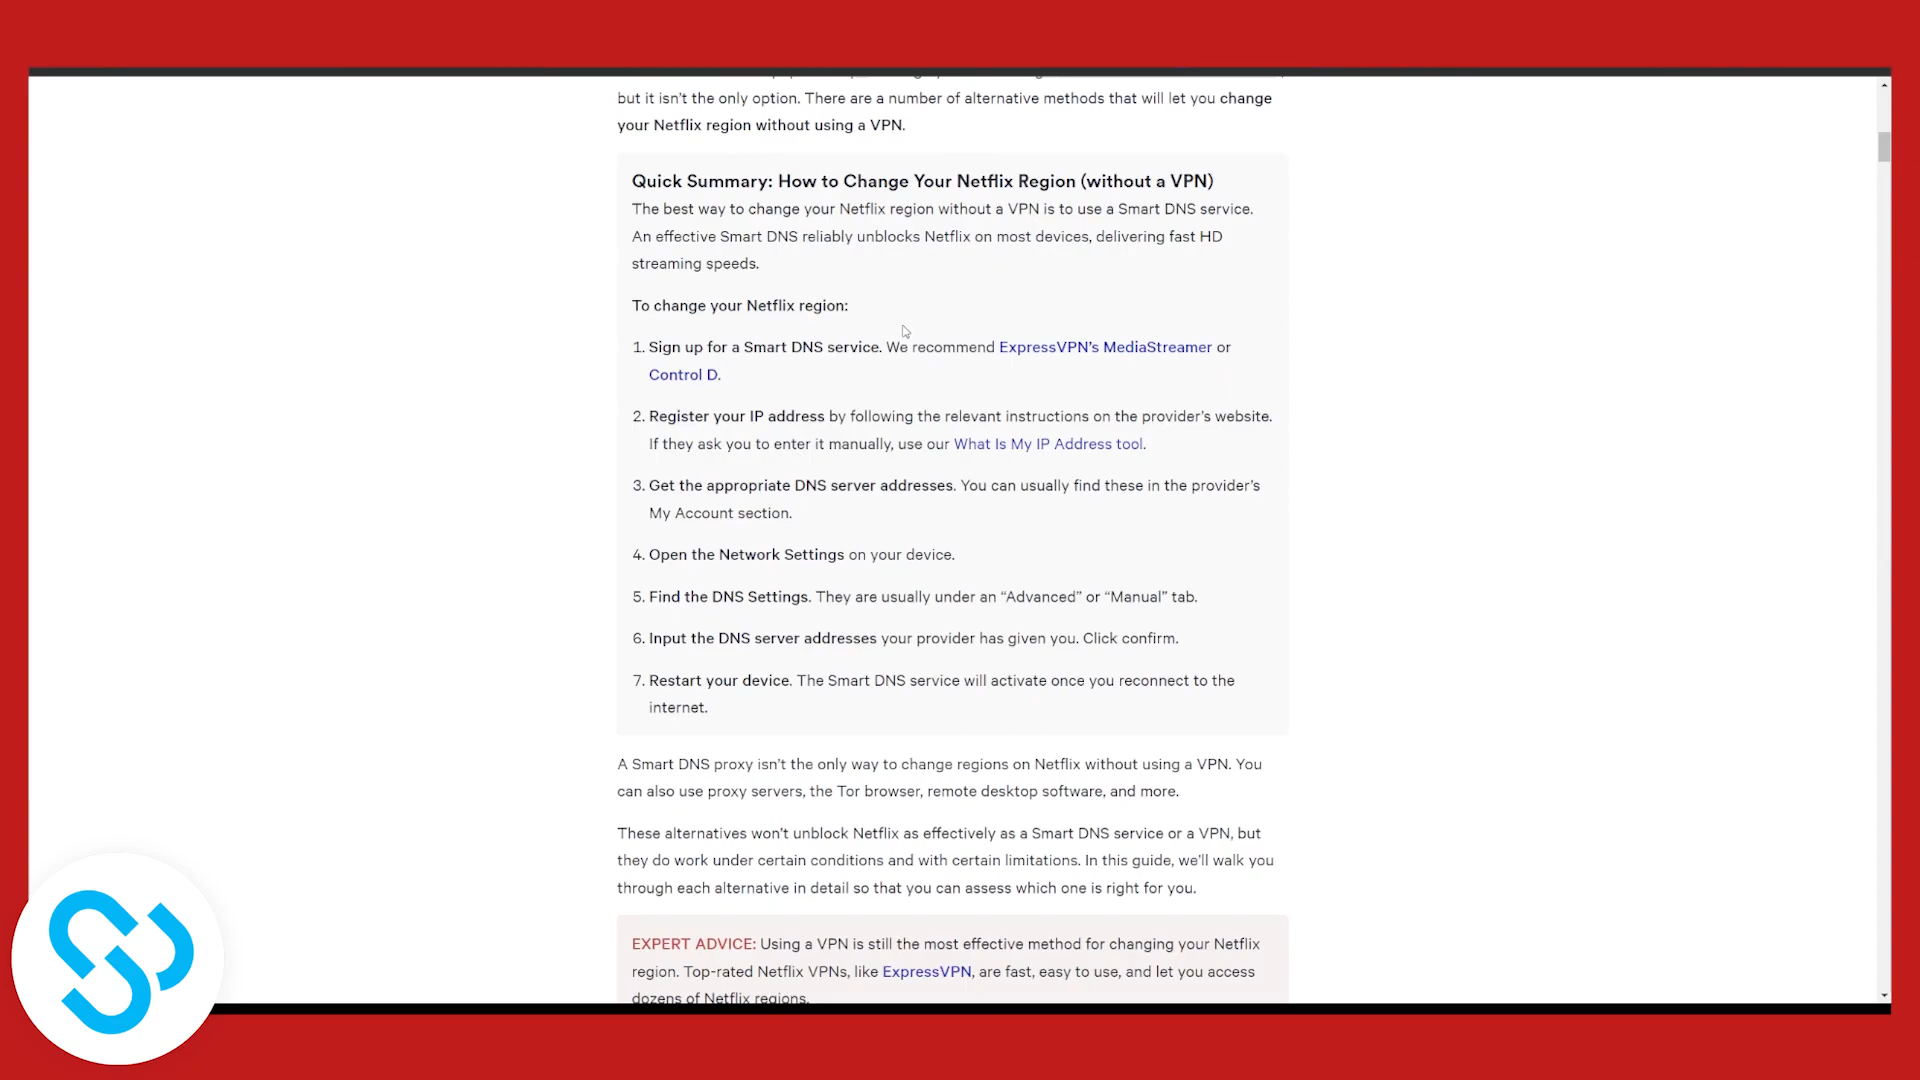 but it isn't the only option. There are a number of alternative methods that will let you change
your Netflix region without using a VPN.
Quick Summary: How to Change Your Netflix Region (without a VPN)
The best way to change your Netflix region without a VPN is to use a Smart DNS service.
An effective Smart DNS reliably unblocks Netflix on most devices, delivering fast HD
streaming speeds.
To change your Netflix region:
1. Sign up for a Smart DNS service. We recommend ExpressVPN's MediaStreamer or
Control D.
2. Register your IP address by following the relevant instructions on the provider's website.
If they ask you to enter it manually, use our What Is My IP Address tool.
3. Get the appropriate DNS server addresses. You can usually find these in the provider's
My Account section.
4. Open the Network Settings on your device.
5. Find the DNS Settings. They are usually under an “Advanced” or “Manual” tab.
6. Input the DNS server addresses your provider has given you. Click confirm.
7. Restart your device. The Smart DNS service will activate once you reconnect to the
internet.
A Smart DNS proxy isn't the only way to change regions on Netflix without using a VPN. You
can also use proxy servers, the Tor browser, remote desktop software, and more.
These alternatives won't unblock Netflix as effectively as a Smart DNS service or a VPN, but
they do work under certain conditions and with certain limitations. In this guide, we'll walk you
through each alternative in detail so that you can assess which one is right for you.
EXPERT ADVICE: Using a VPN is still the most effective method for changing your Netflix
region. Top-rated Netflix VPNs, like ExpressVPN, are fast, easy to use, and let you access
dozens of Netflix regions.